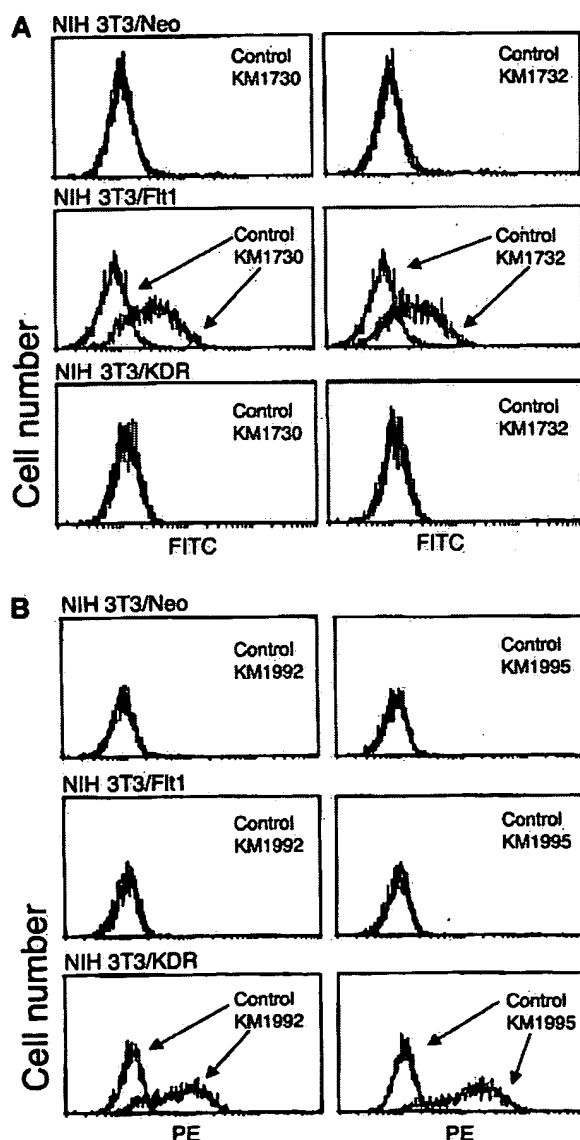 A
NIH 3T3/Neo
Control
KM1730
Control
KM1732
NIH 3T3/Flt1
Control
KM1730
Control
KM1732
NIH 3T3/KDR
Control
KM1730
Control
KM1732
Cell number
FITC
FITC
B
NIH 3T3/Neo
Control
KM1992
Control
KM1995
NIH 3T3/Flt1
Control
KM1992
Control
KM1995
NIH 3T3/KDR
Control
KM1992
Control
KM1995
Cell number
PE
PE